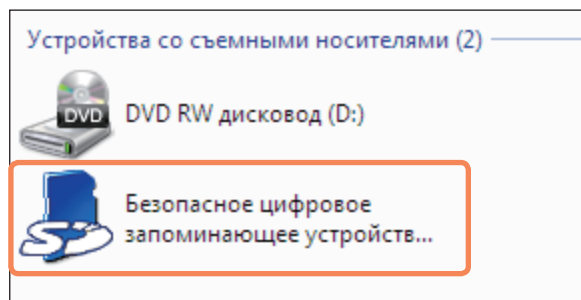 Устройства со съемными носителями (2)
DVD
DVD RW дисковод (D:)
Безопасное цифровое
запоминающее устройств...
SD